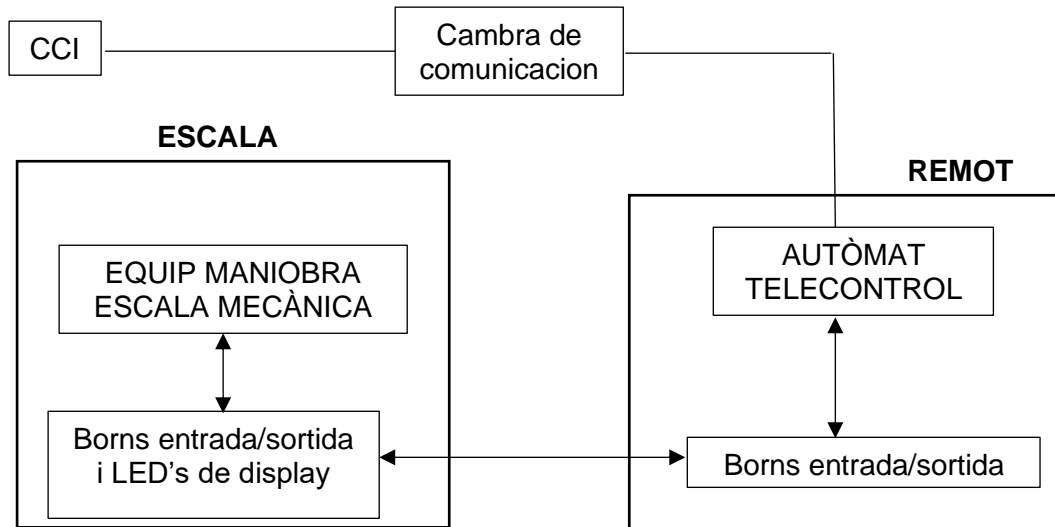 CCI
Cambra de
comunicacion
ESCALA
REMOT
EQUIP MANIOBRA
ESCALA MECÀNICA
AUTÒMAT
TELECONTROL
Borns entrada/sortida
i LED’s de display
Borns entrada/sortida